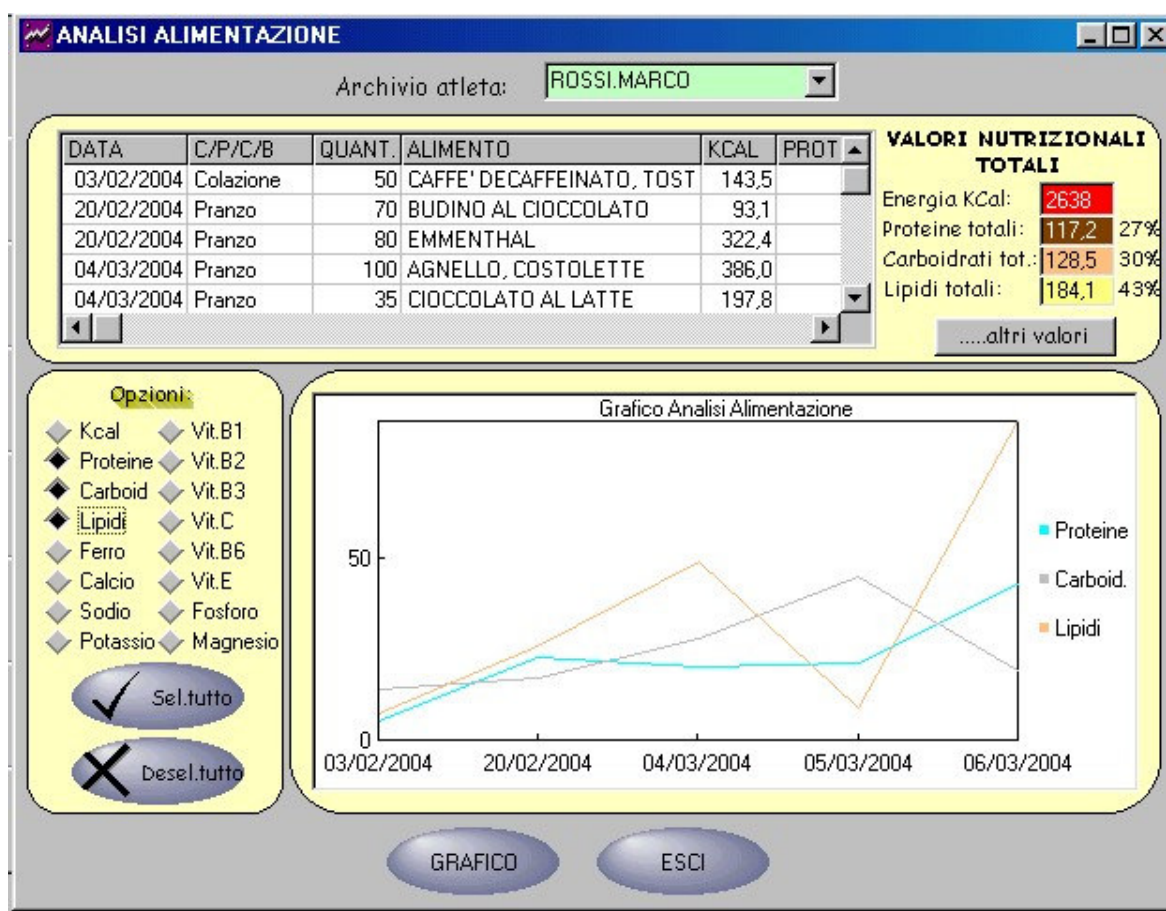 ANALISI ALIMENTAZIONE
Archivio atleta: ROSSI.MARCO
DATA C/P/C/B QUANT. ALIMENTO KCAL PROT
03/02/2004 Colazione 50 CAFFE' DECAFFEINATO, TOST 143,5
20/02/2004 Pranzo 70 BUDINO AL CIOCCOLATO 93,1
20/02/2004 Pranzo 80 EMMENTHAL 322,4
04/03/2004 Pranzo 100 AGNELLO, COSTOLETTE 386,0
04/03/2004 Pranzo 35 CIOCCOLATO AL LATTE 197,8
VALORI NUTRIZIONALI
TOTALI
Energia KCal: 2638
Proteine totali: 117,2 27%
Carboidrati tot.: 128,5 30%
Lipidi totali: 184,1 43%
.....altri valori
Opzioni:
Kcal Vit.B1
Proteine Vit.B2
Carboid Vit.B3
Lipidi Vit.C
Ferro Vit.B6
Calcio Vit.E
Sodio Fosforo
Potassio Magnesio
Sel.tutto
Desel.tutto
Grafico Analisi Alimentazione
50
0
03/02/2004 20/02/2004 04/03/2004 05/03/2004 06/03/2004
Proteine
Carboid.
Lipidi
GRAFICO ESCI